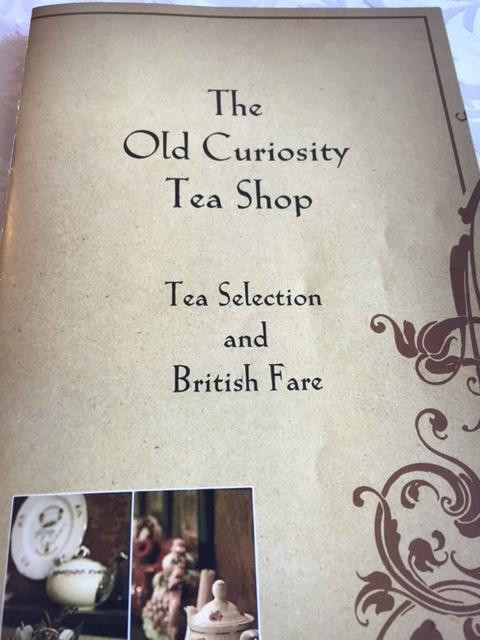 The
Old Curiosity
Tea Shop
Tea Selection
and
British Fare